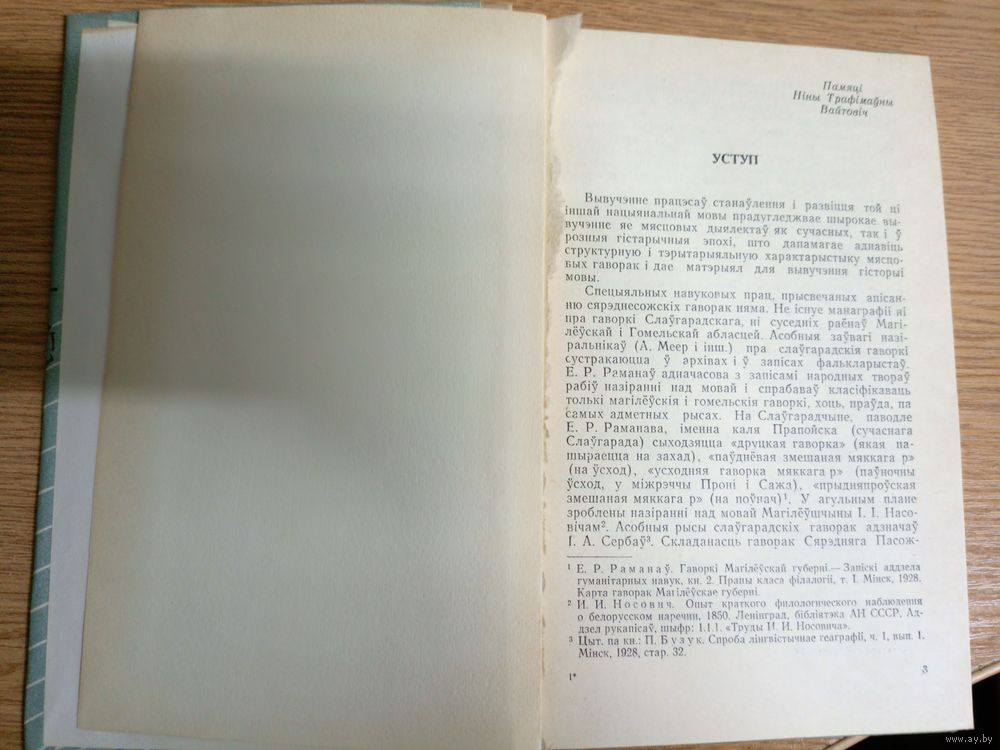 Памяці
Ніны Трафімаўны
Вайтовіч
УСТУП
Вывучэнне працэсаў станаўлення і развіцця той ці
іншай нацыянальнай мовы прадугледжвае шырокае вы-
вучэнне яе мясцовых дыялектаў як сучасных, так і ў
розныя гістарычныя эпохі, што дапамагае аднавіць
структурную і тэрытарыяльную характарыстыку мясцо-
вых гаворак і дае матэрыял для вывучэння гісторыі
мовы.
Спецыяльных навуковых прац, прысвечаных апісан-
ню сярэднесожскіх гаворак няма. Не існуе манаграфіі ні
пра гаворкі Слаўгарадскага, ні суседніх раёнаў Магі-
лёўскай і Гомельскай абласцей. Асобныя заўвагі назі-
ральнікаў (А. Меер і інш.) пра слаўгарадскія гаворкі
сустракаюцца ў архівах і ў запісах фалькларыстаў.
Е. Р. Раманаў адначасова з запісамі народных твораў
рабіў назіранні над мовай і спрабаваў класіфікаваць
толькі магілёўскія і гомельскія гаворкі, хоць, праўда, па
самых адметных рысах. На Слаўгарадчыне, паводле
Е. Р. Раманава, іменна каля Прапойска (сучаснага
Слаўгарада) сыходзяцца «друцкая гаворка» (якая па-
шыраецца на захад), «паўднёвая змешаная мяккага р»
(на ўсход), «усходняя гаворка мяккага р» (паўночны
ўсход, у міжрэччы Проні і Сажа), «прыдняпроўская
змешаная мяккага р» (на поўнач)¹. У агульным плане
зроблены назіранні над мовай Магілёўшчыны І. І. Насо-
вічам². Асобныя рысы слаўгарадскіх гаворак адзначаў
І. А. Сербаў³. Складанасць гаворак Сярэдняга Пасож-
¹ Е. Р. Раманаў. Гаворкі Магілёўскай губерні.— Запіскі аддзела
гуманітарных навук, кн. 2. Працы класа філалогіі, т. І. Мінск, 1928.
Карта гаворак Магілёўскае губерні.
² И. И. Носович. Опыт краткого филологического наблюдения
о белорусском наречии, 1850. Ленінград, бібліятэка АН СССР, Ад-
дзел рукапісаў, шыфр: 1.1.1. «Труды И. И. Носовича».
³ Цыт. па кн.: П. Бузук. Спроба лінгвістычнае геаграфіі, ч. 1, вып. 1.
Мінск, 1928, стар. 32.
1*
3
www.ay.by